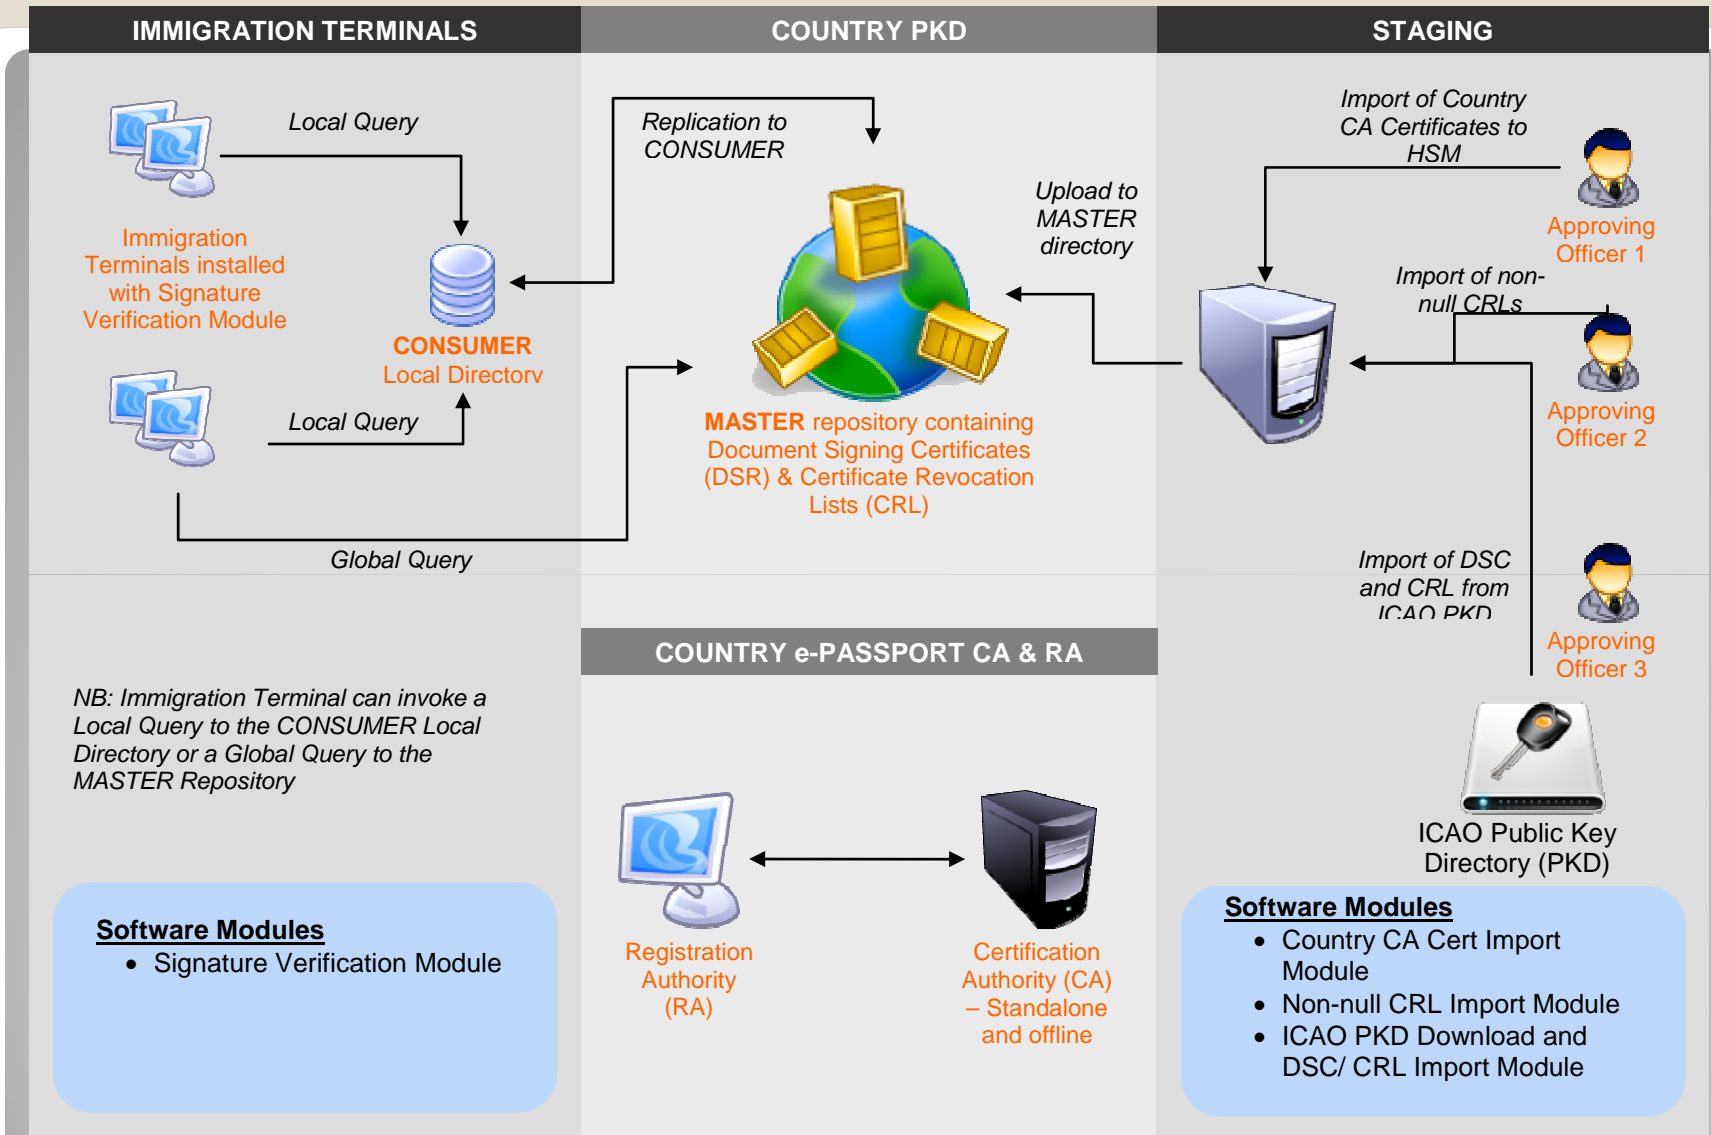 IMMIGRATION TERMINALS
COUNTRY PKD
STAGING
Local Query
Immigration
Terminals installed
with Signature
Verification Module
CONSUMER
Local Directory
Local Query
Global Query
Replication to
CONSUMER
Upload to
MASTER
directory
MASTER repository containing
Document Signing Certificates
(DSR) & Certificate Revocation
Lists (CRL)
Import of Country
CA Certificates to
HSM
Approving
Officer 1
Import of non-
null CRLs
Approving
Officer 2
Import of DSC
and CRL from
ICAO PKD
Approving
Officer 3
ICAO Public Key
Directory (PKD)
NB: Immigration Terminal can invoke a
Local Query to the CONSUMER Local
Directory or a Global Query to the
MASTER Repository
COUNTRY e-PASSPORT CA & RA
Registration
Authority
(RA)
Certification
Authority (CA)
– Standalone
and offline
Software Modules
• Signature Verification Module
Software Modules
• Country CA Cert Import
Module
• Non-null CRL Import Module
• ICAO PKD Download and
DSC/ CRL Import Module